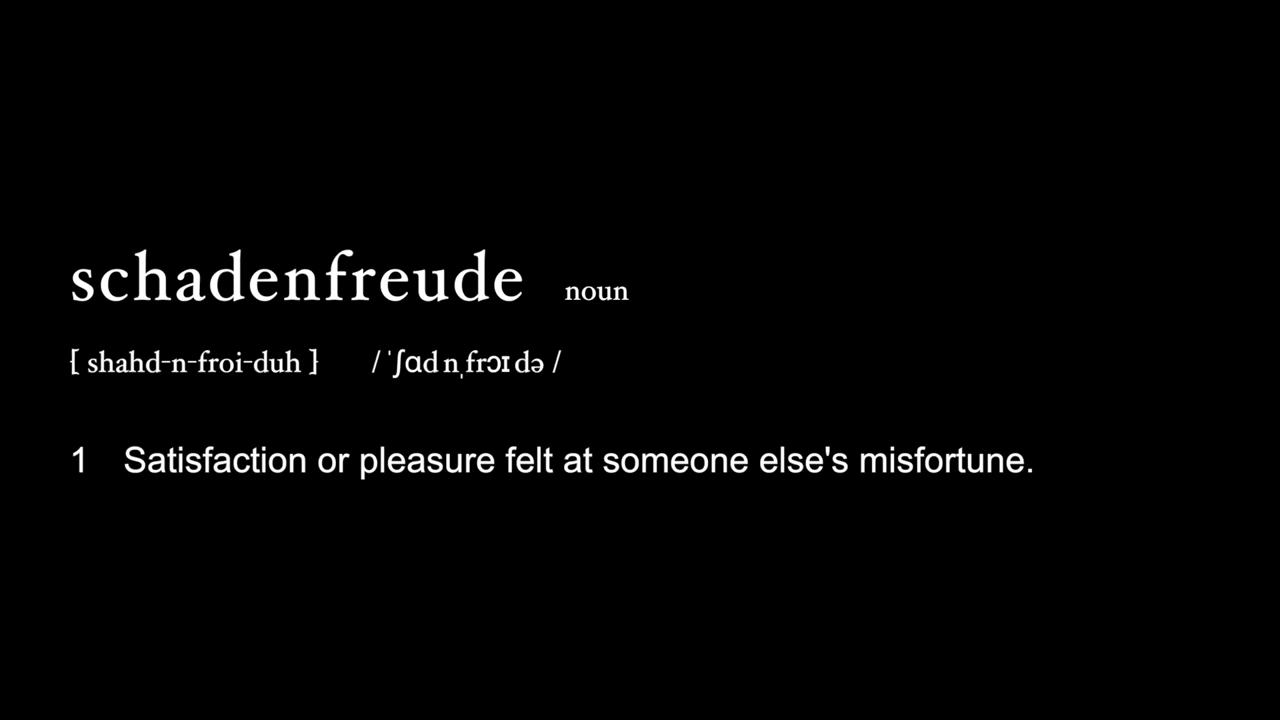 schadenfreude noun
[ shahd-n-froi-duh ] / ˈʃɑd nˌfrɔɪ də /
1 Satisfaction or pleasure felt at someone else's misfortune.